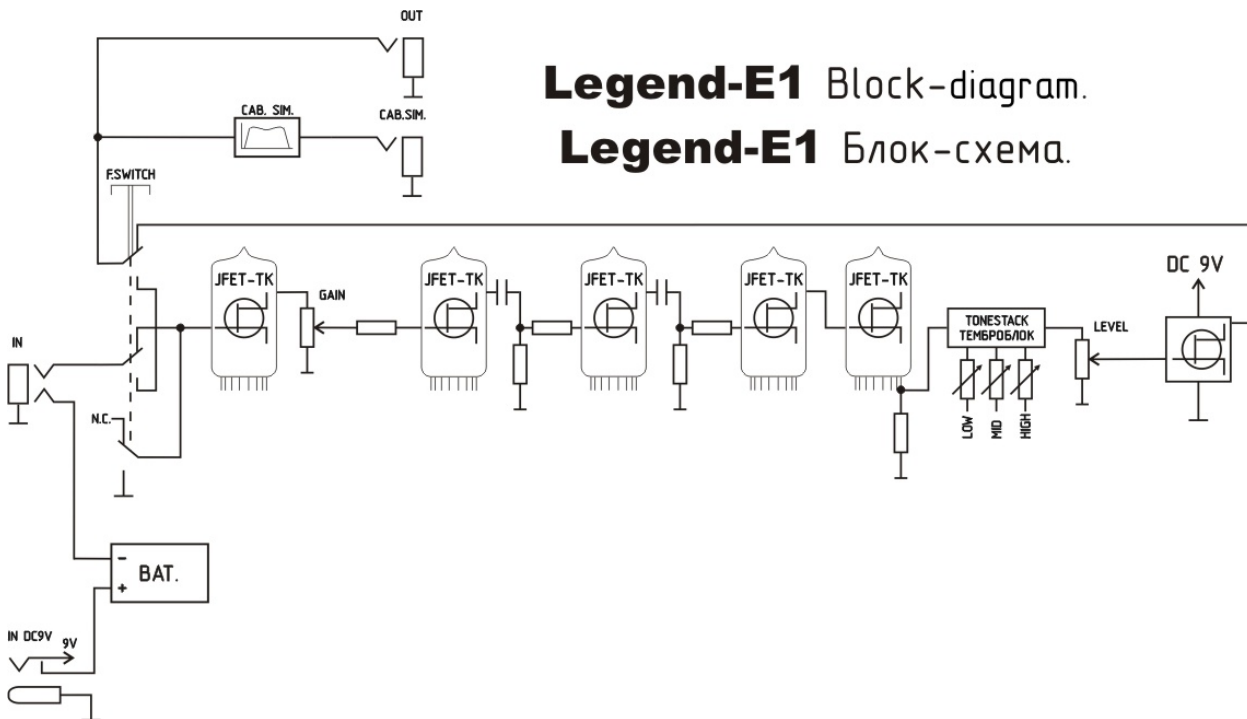 OUT
Legend-E1 Block-diagram.
CAB. SIM.
CAB.SIM.
Legend-E1 Блок-схема.
F.SWITCH
DC 9V
JFET-TK
JFET-TK
JFET-TK
JFET-TK
JFET-TK
GAIN
TONESTACK
ТЕМБРОБЛОК
LEVEL
IN
N.C.
LOW
MID
HIGH
- 
BAT.
+
IN DC9V
9V